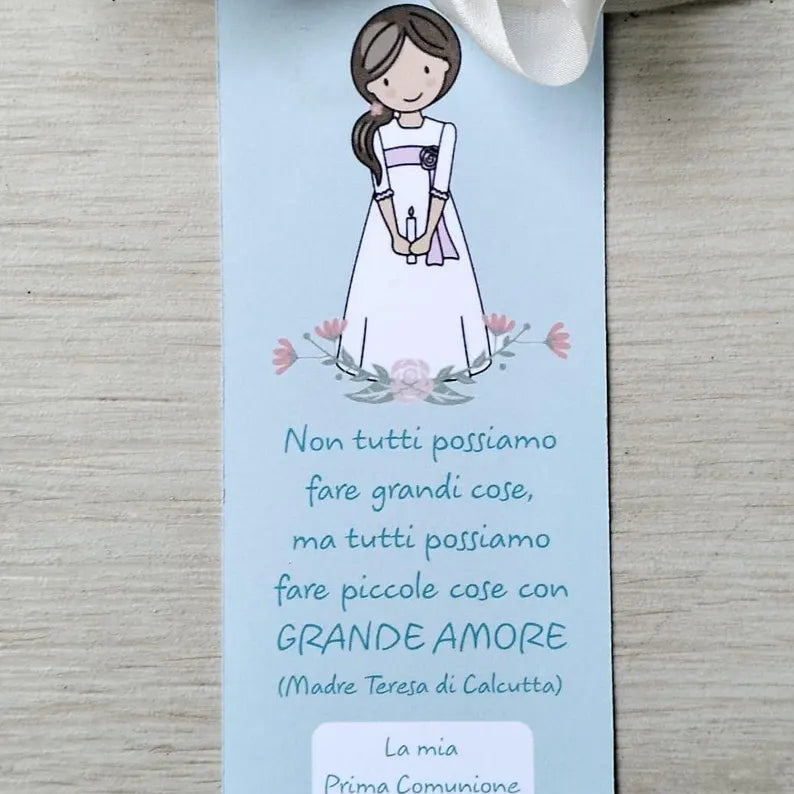 Non tutti possiamo
fare grandi cose,
ma tutti possiamo
fare piccole cose con
GRANDE AMORE
(Madre Teresa di Calcutta)
La mia
Prima Comunione